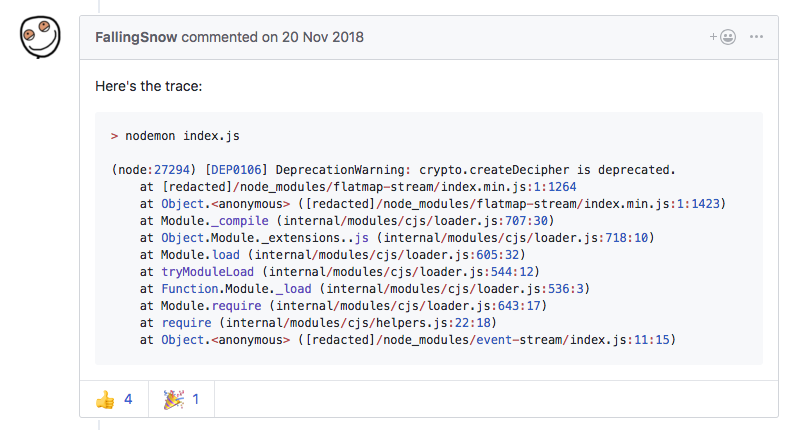 FallingSnow commented on 20 Nov 2018
Here's the trace:
> nodemon index.js
(node:27294) [DEP0106] DeprecationWarning: crypto.createDecipher is deprecated.
at [redacted]/node_modules/flatmap-stream/index.min.js:1:1264
at Object.<anonymous> ([redacted]/node_modules/flatmap-stream/index.min.js:1:1423)
at Module._compile (internal/modules/cjs/loader.js:707:30)
at Object.Module._extensions..js (internal/modules/cjs/loader.js:718:10)
at Module.load (internal/modules/cjs/loader.js:605:32)
at tryModuleLoad (internal/modules/cjs/loader.js:544:12)
at Function.Module._load (internal/modules/cjs/loader.js:536:3)
at Module.require (internal/modules/cjs/loader.js:643:17)
at require (internal/modules/cjs/helpers.js:22:18)
at Object.<anonymous> ([redacted]/node_modules/event-stream/index.js:11:15)
4 1